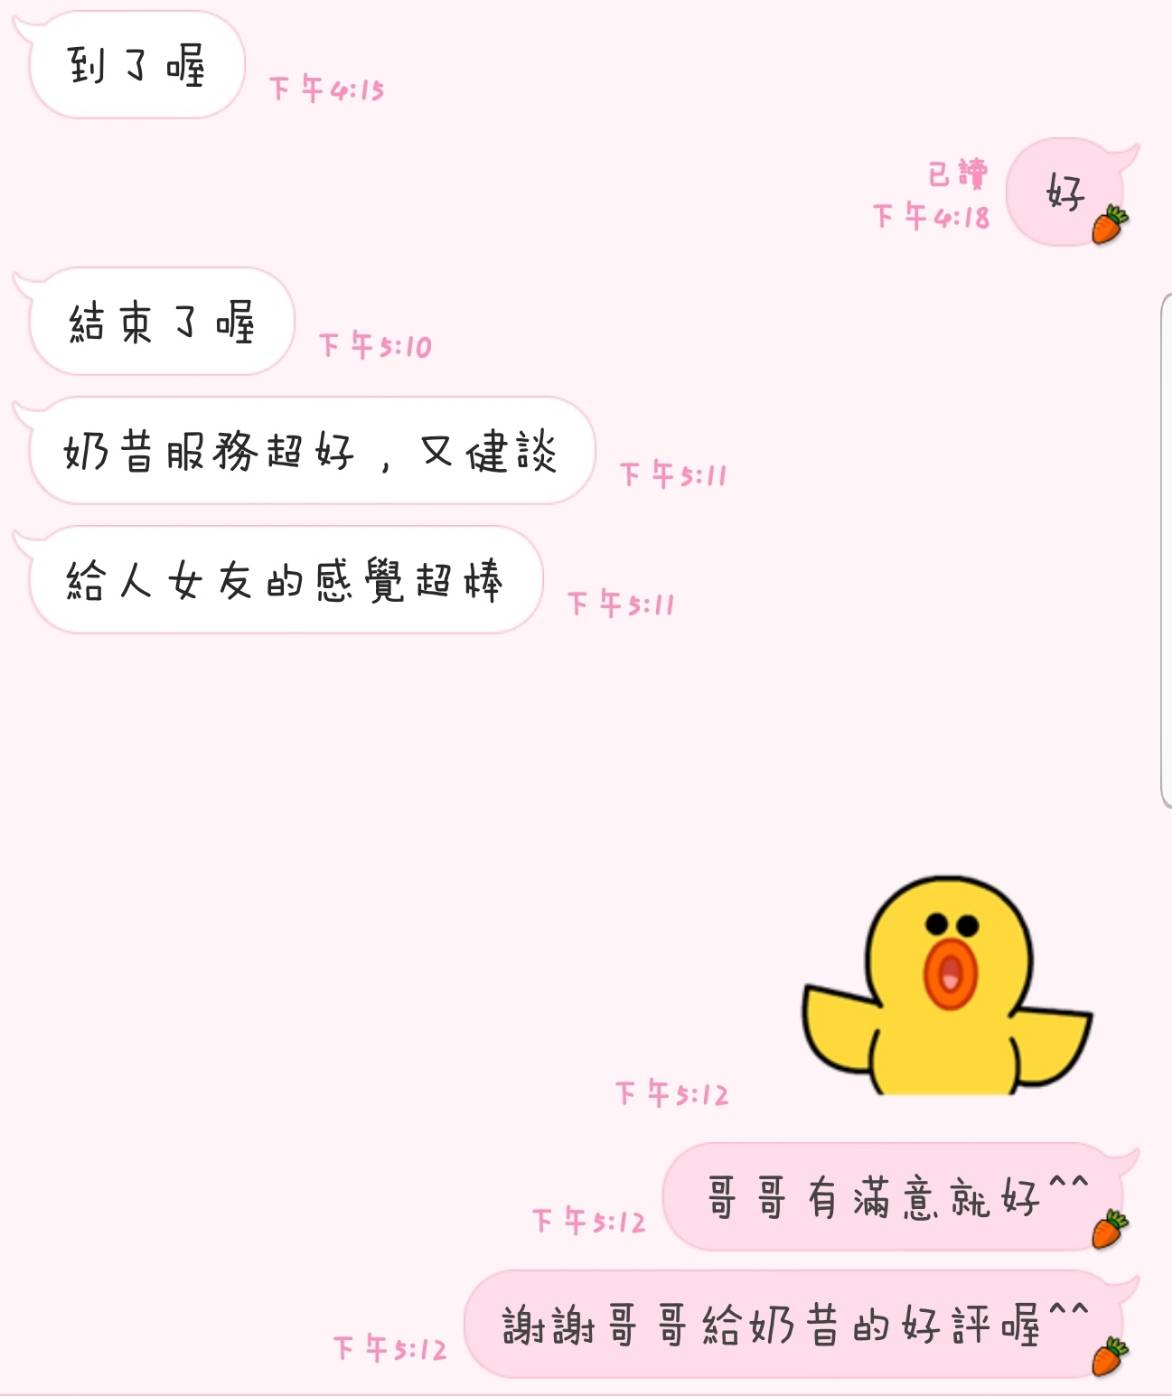 到了喔
下午4:15
已讀
下午4:18
好
結束了喔
下午5:10
奶昔服務超好，又健談
下午5:11
給人女友的感覺超棒
下午5:11
下午5:12
哥哥有滿意就好^^
下午5:12
謝謝哥哥給奶昔的好評喔^^
下午5:12